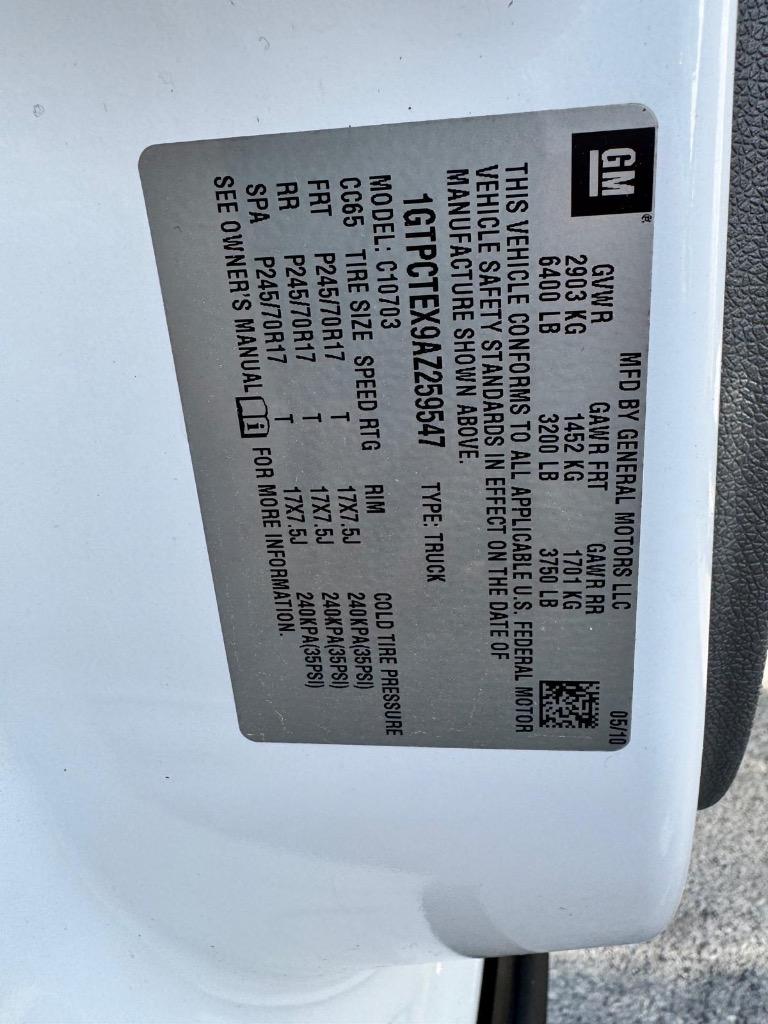 GM®
MFD BY GENERAL MOTORS LLC 05/10
GVWR GAWR FRT GAWR RR
2903 KG 1452 KG 1701 KG
6400 LB 3200 LB 3750 LB
THIS VEHICLE CONFORMS TO ALL APPLICABLE U.S. FEDERAL MOTOR
VEHICLE SAFETY STANDARDS IN EFFECT ON THE DATE OF
MANUFACTURE SHOWN ABOVE.
1GTPCTEX9AZ259547 TYPE: TRUCK
MODEL: C10703
CC65 TIRE SIZE SPEED RTG RIM COLD TIRE PRESSURE
FRT P245/70R17 T 17X7.5J 240KPA(35PSI)
RR P245/70R17 T 17X7.5J 240KPA(35PSI)
SPA P245/70R17 T 17X7.5J 240KPA(35PSI)
SEE OWNER'S MANUAL FOR MORE INFORMATION.